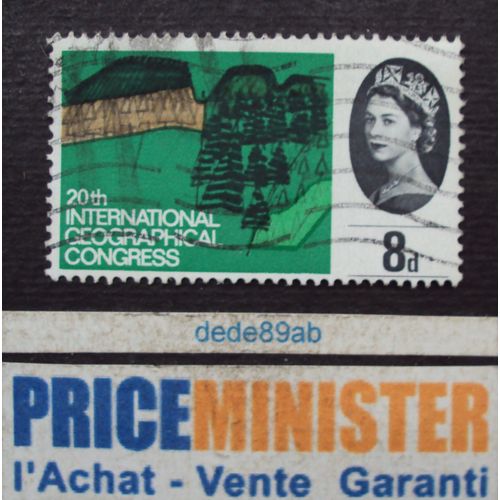 20th
INTERNATIONAL
GEOGRAPHICAL
CONGRESS
8d
dede89ab
PRICEMINISTER
l'Achat - Vente Garanti